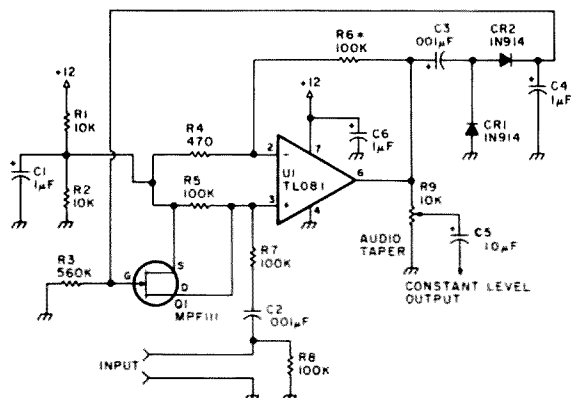 R6*
100K
C3
001µF
CR2
1N914
+
+12
+12
R1
10K
R4
470
C6
1µF
+
+
C4
1µF
CR1
1N914
2
−
7
U1
TL081
6
+
C1
1µF
R2
10K
R5
100K
3
+
4
R9
10K
+
C5
10µF
AUDIO
TAPER
R3
560K
G
S
D
Q1
MPF111
R7
100K
CONSTANT LEVEL
OUTPUT
C2
.001µF
INPUT
R8
100K